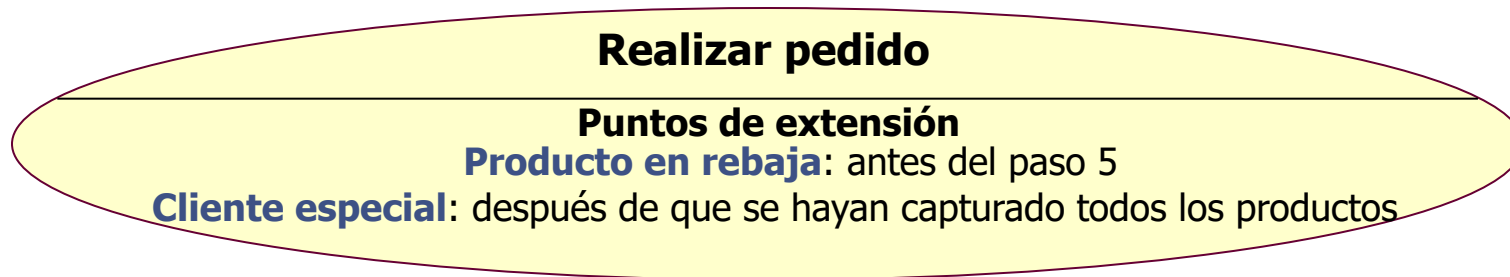 Realizar pedido
Puntos de extensión
Producto en rebaja: antes del paso 5
Cliente especial: después de que se hayan capturado todos los productos